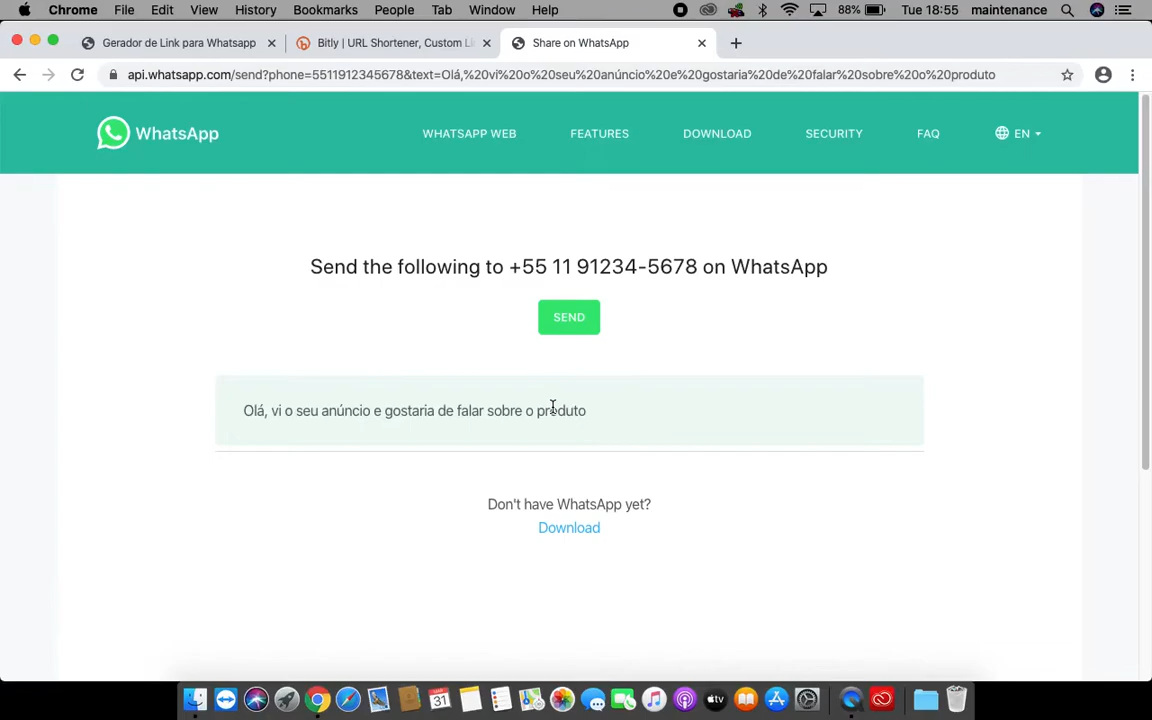 Chrome File Edit View History Bookmarks People Tab Window Help 88% Tue 18:55 maintenance
Gerador de Link para Whatsapp
Bitly | URL Shortener, Custom Li
Share on WhatsApp
api.whatsapp.com/send?phone=5511912345678&text=Olá,%20vi%20o%20seu%20anúncio%20e%20gostaria%20de%20falar%20sobre%20o%20produto
WhatsApp
WHATSAPP WEB FEATURES DOWNLOAD SECURITY FAQ EN
Send the following to +55 11 91234-5678 on WhatsApp
SEND
Olá, vi o seu anúncio e gostaria de falar sobre o produto
Don't have WhatsApp yet?
Download
31
tv